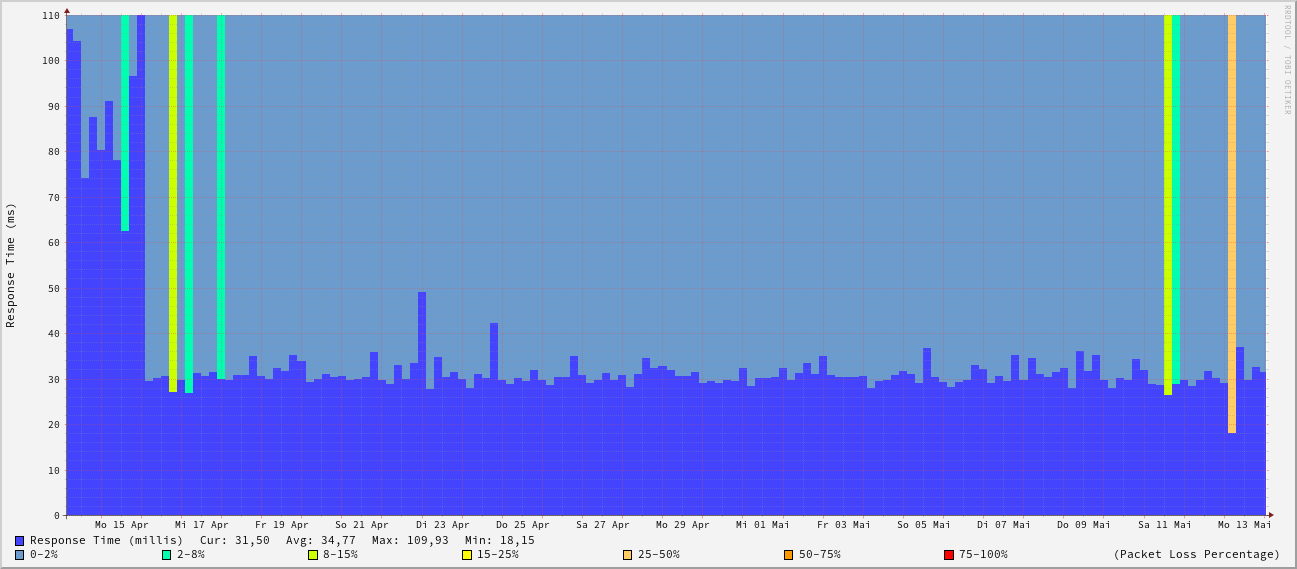 RRDTOOL / TOBI OETIKER
Response Time (ms)
110
100
90
80
70
60
50
40
30
20
10
0
Mo 15 Apr Mi 17 Apr Fr 19 Apr So 21 Apr Di 23 Apr Do 25 Apr Sa 27 Apr Mo 29 Apr Mi 01 Mai Fr 03 Mai So 05 Mai Di 07 Mai Do 09 Mai Sa 11 Mai Mo 13 Mai
Response Time (millis) Cur: 31,50 Avg: 34,77 Max: 109,93 Min: 18,15
0-2% 2-8% 8-15% 15-25% 25-50% 50-75% 75-100% (Packet Loss Percentage)